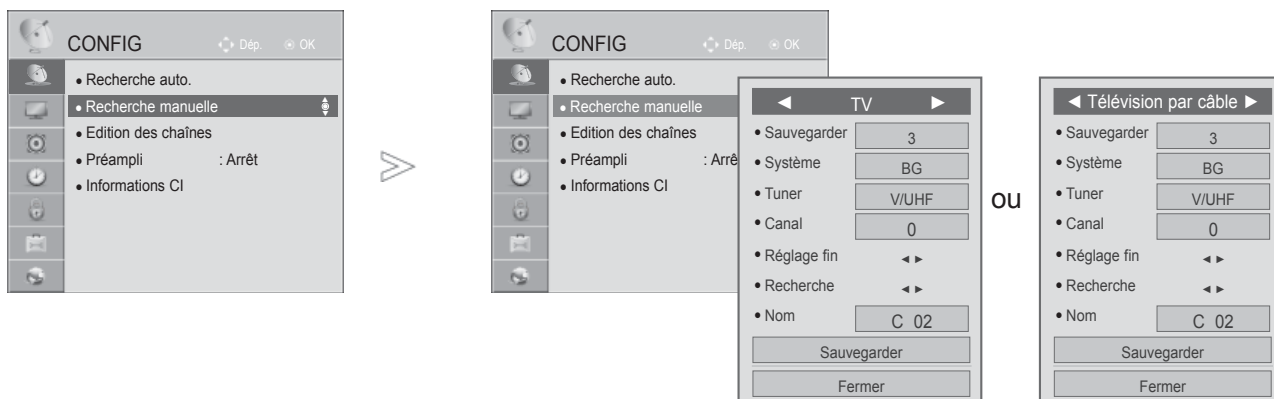 CONFIG
Dép. OK
• Recherche auto.
• Recherche manuelle
• Edition des chaînes
• Préampli : Arrêt
• Informations CI
CONFIG
Dép. OK
• Recherche auto.
• Recherche manuelle
• Edition des chaînes
• Préampli : Arrê
• Informations CI
◄ TV ►
• Sauvegarder 3
• Système BG
• Tuner V/UHF
• Canal 0
• Réglage fin ◄ ►
• Recherche ◄ ►
• Nom C 02
Sauvegarder
Fermer
ou
◄ Télévision par câble ►
• Sauvegarder 3
• Système BG
• Tuner V/UHF
• Canal 0
• Réglage fin ◄ ►
• Recherche ◄ ►
• Nom C 02
Sauvegarder
Fermer